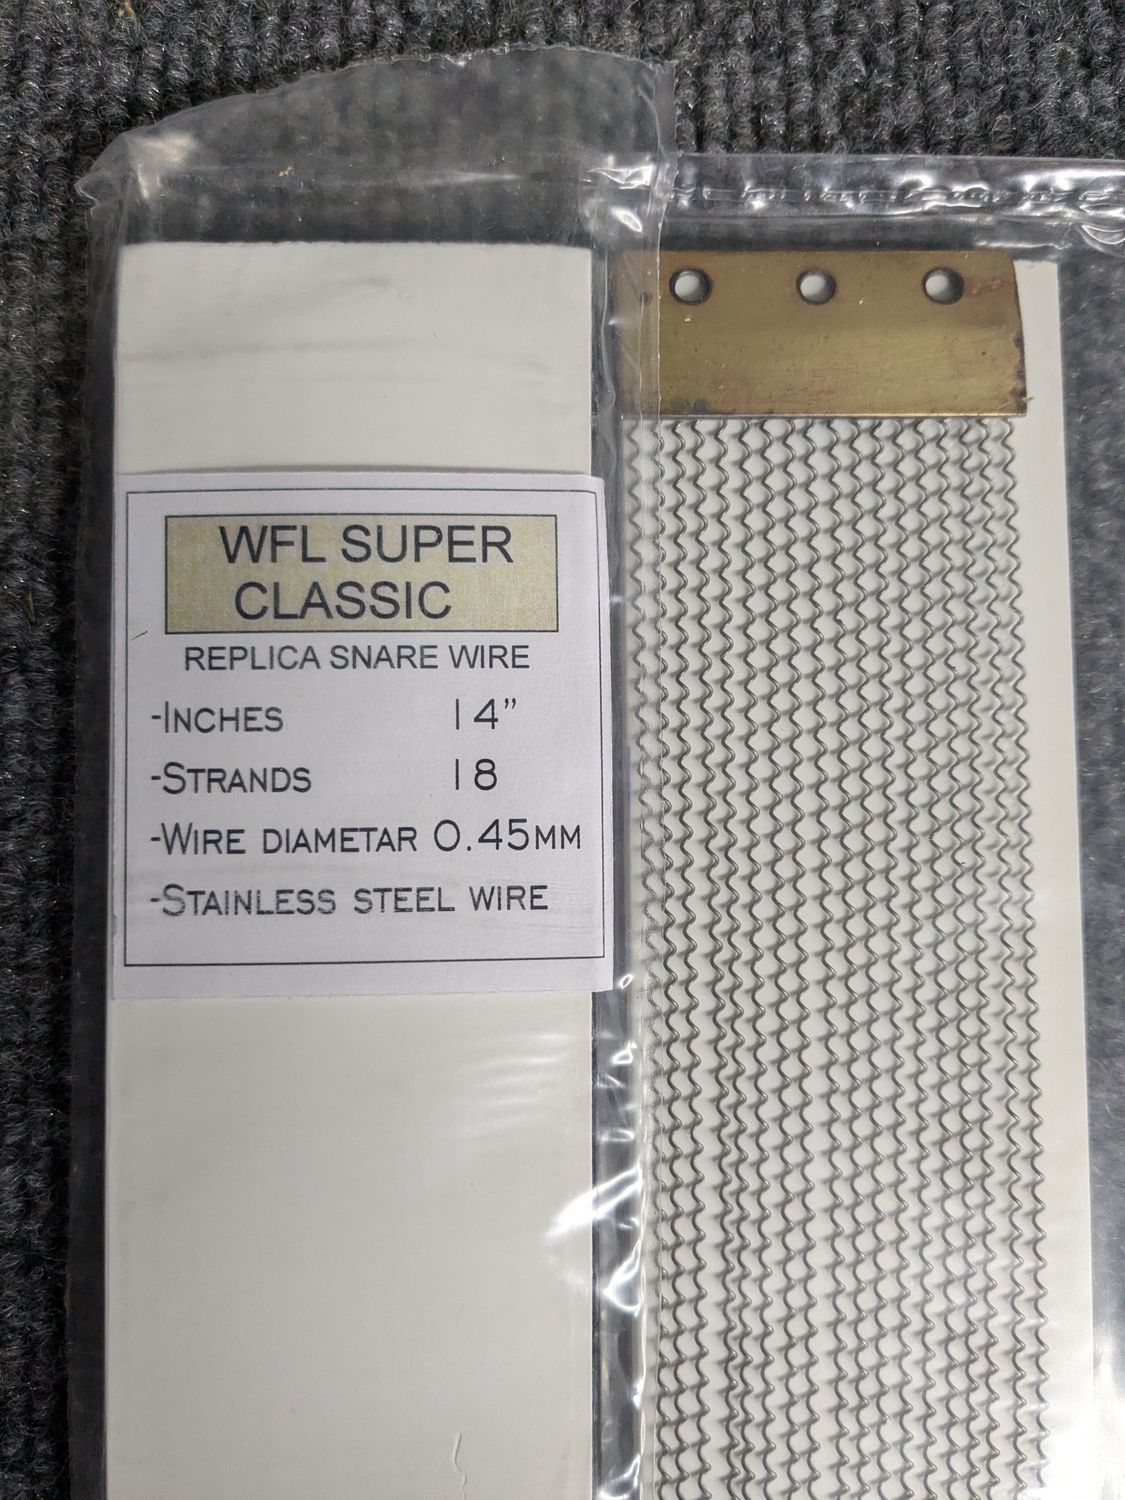 WFL SUPER
CLASSIC
REPLICA SNARE WIRE
-INCHES 14”
-STRANDS 18
-WIRE DIAMETAR 0.45MM
-STAINLESS STEEL WIRE